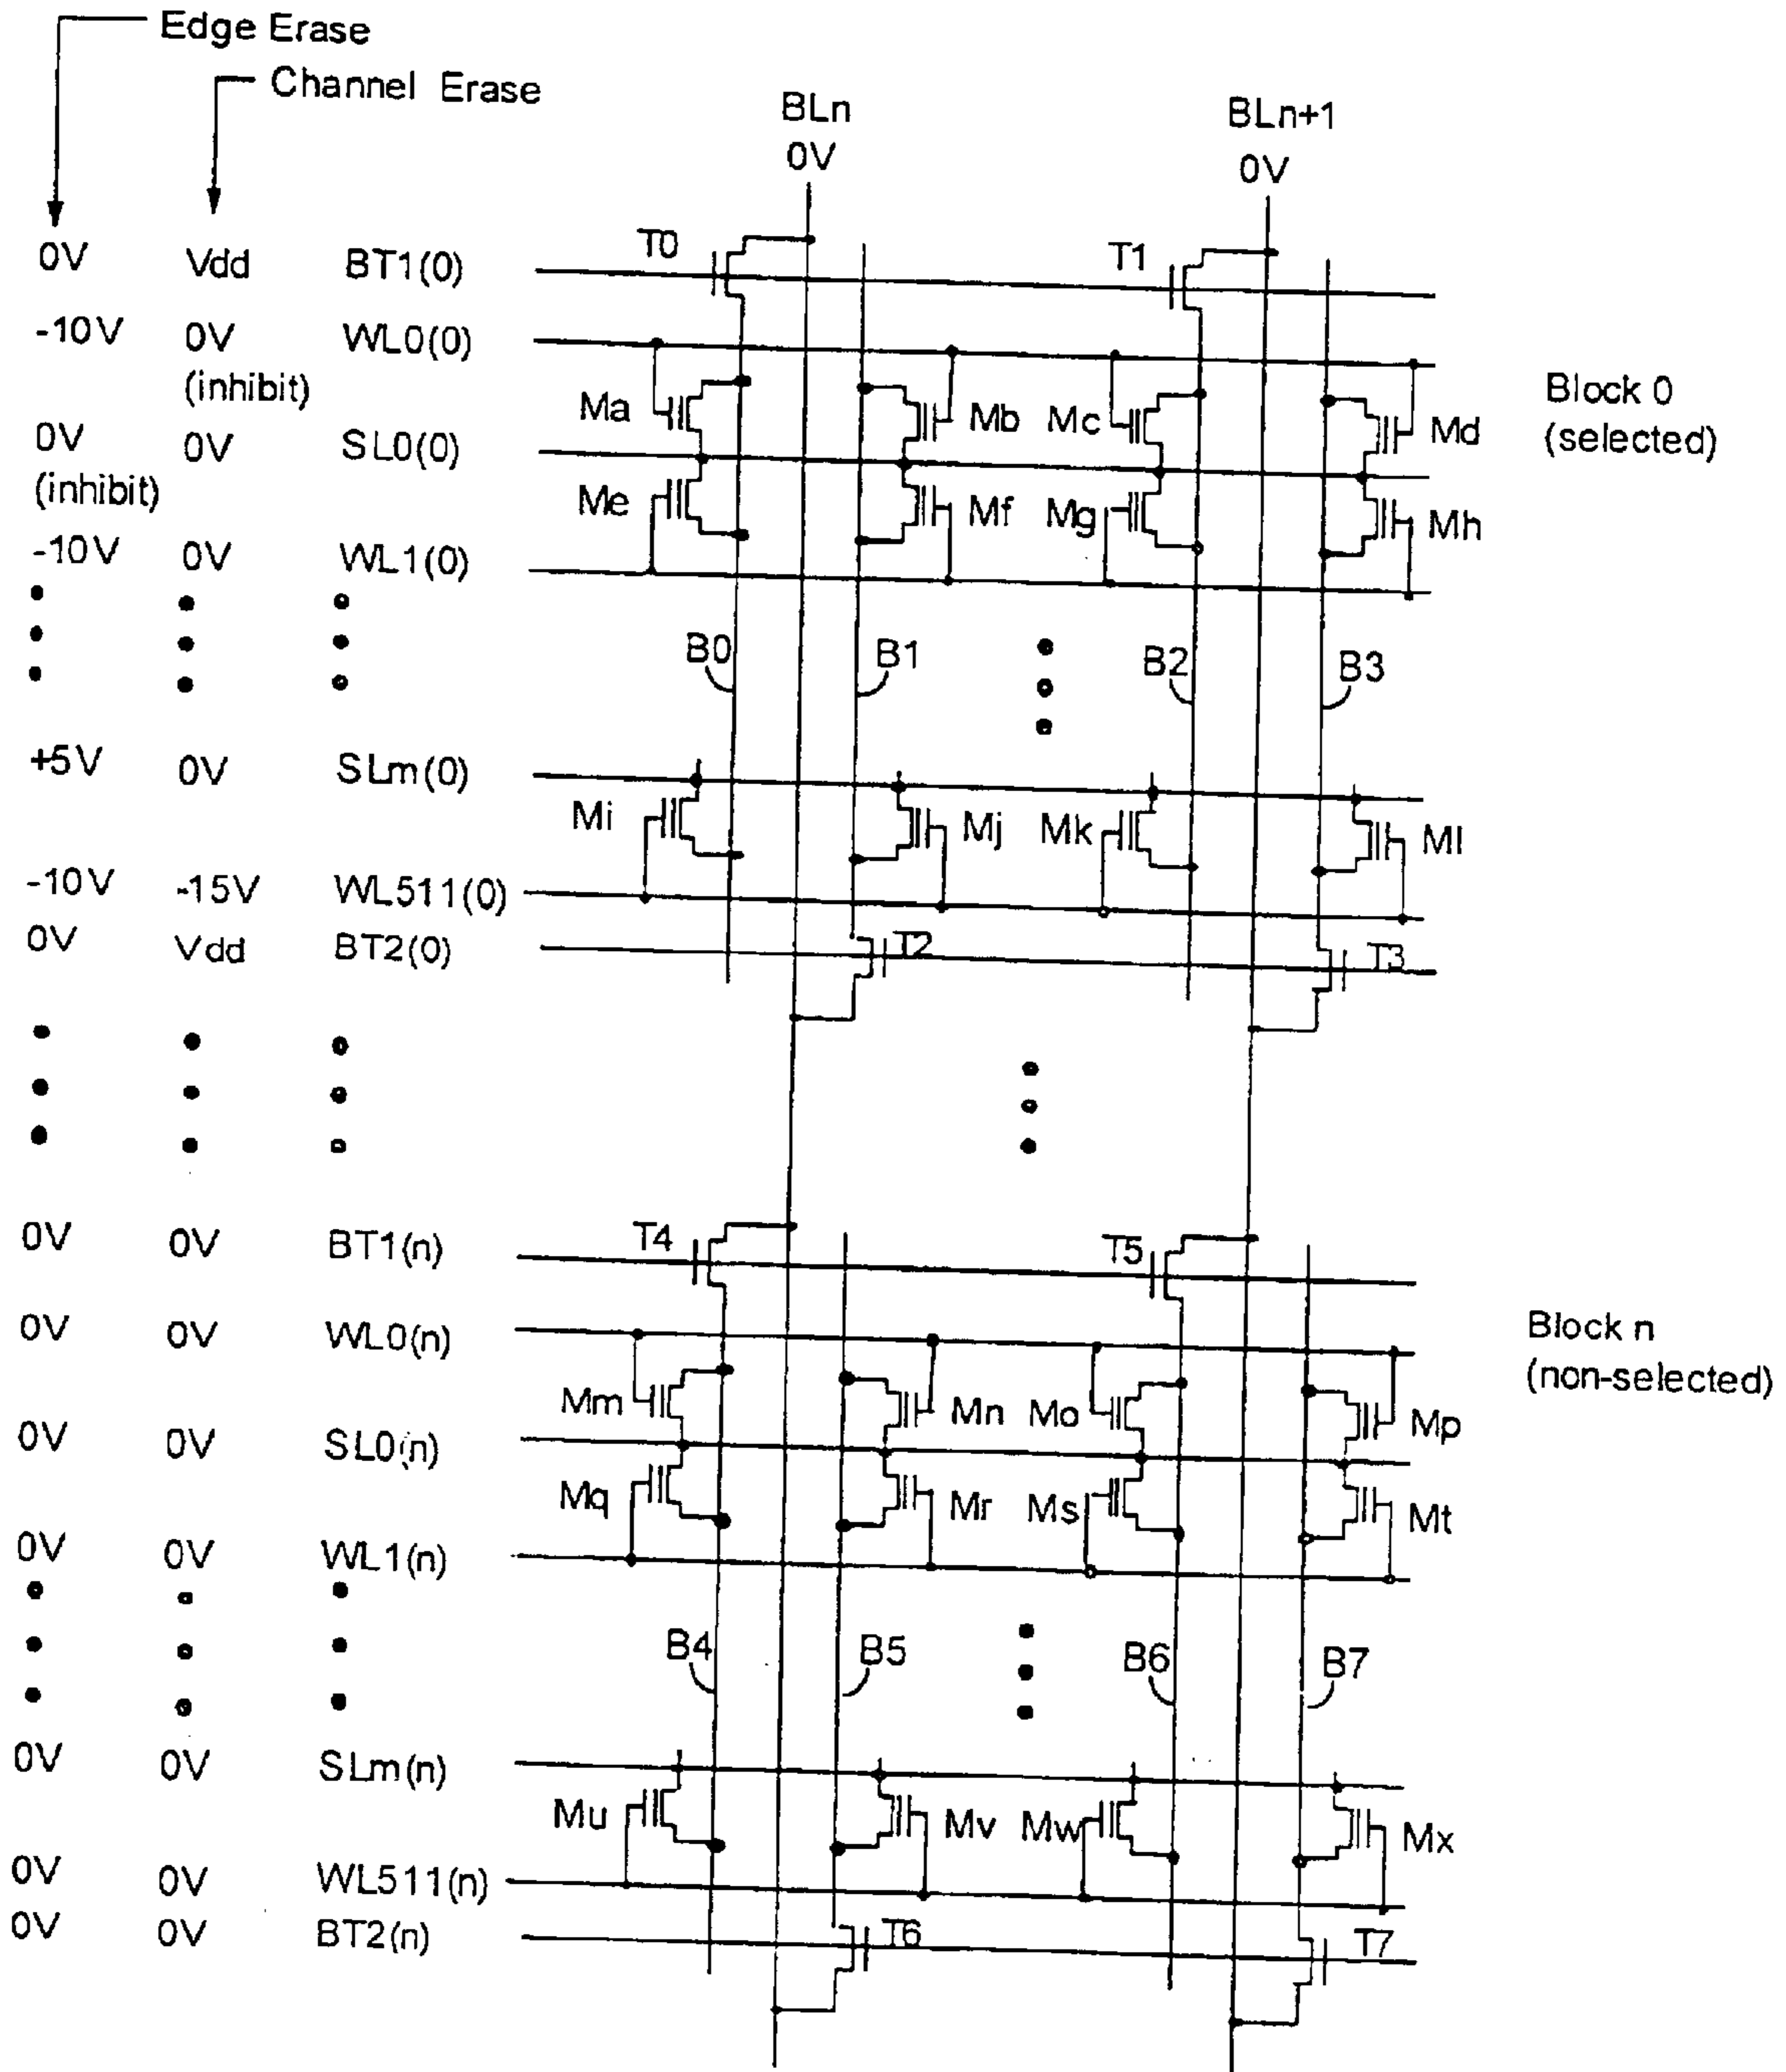 Edge Erase
Channel Erase
BLn
0V
BLn+1
0V
0V Vdd BT1(0) T0 T1
-10V 0V WL0(0)
(inhibit)
Ma Mb Mc Md
Block 0
(selected)
0V 0V SL0(0)
(inhibit)
Me Mf Mg Mh
-10V 0V WL1(0)
B0 B1 B2 B3
+5V 0V SLm(0)
Mi Mj Mk Ml
-10V -15V WL511(0)
0V Vdd BT2(0) T2 T3
0V 0V BT1(n) T4 T5
0V 0V WL0(n)
Block n
(non-selected)
Mm Mn Mo Mp
0V 0V SL0(n)
Mq Mr Ms Mt
0V 0V WL1(n)
B4 B5 B6 B7
0V 0V SLm(n)
Mu Mv Mw Mx
0V 0V WL511(n)
0V 0V BT2(n) T6 T7